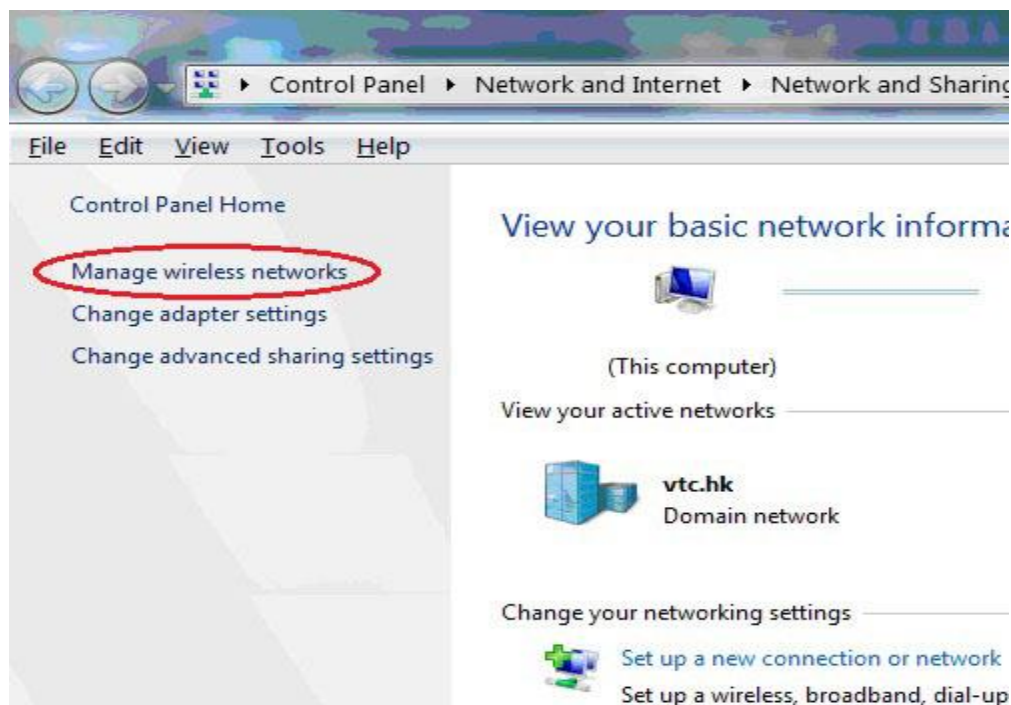 Control Panel Network and Internet Network and Sharing
File Edit View Tools Help
Control Panel Home
Manage wireless networks
Change adapter settings
Change advanced sharing settings
View your basic network informa
(This computer)
View your active networks
vtc.hk
Domain network
Change your networking settings
Set up a new connection or network
Set up a wireless, broadband, dial-up